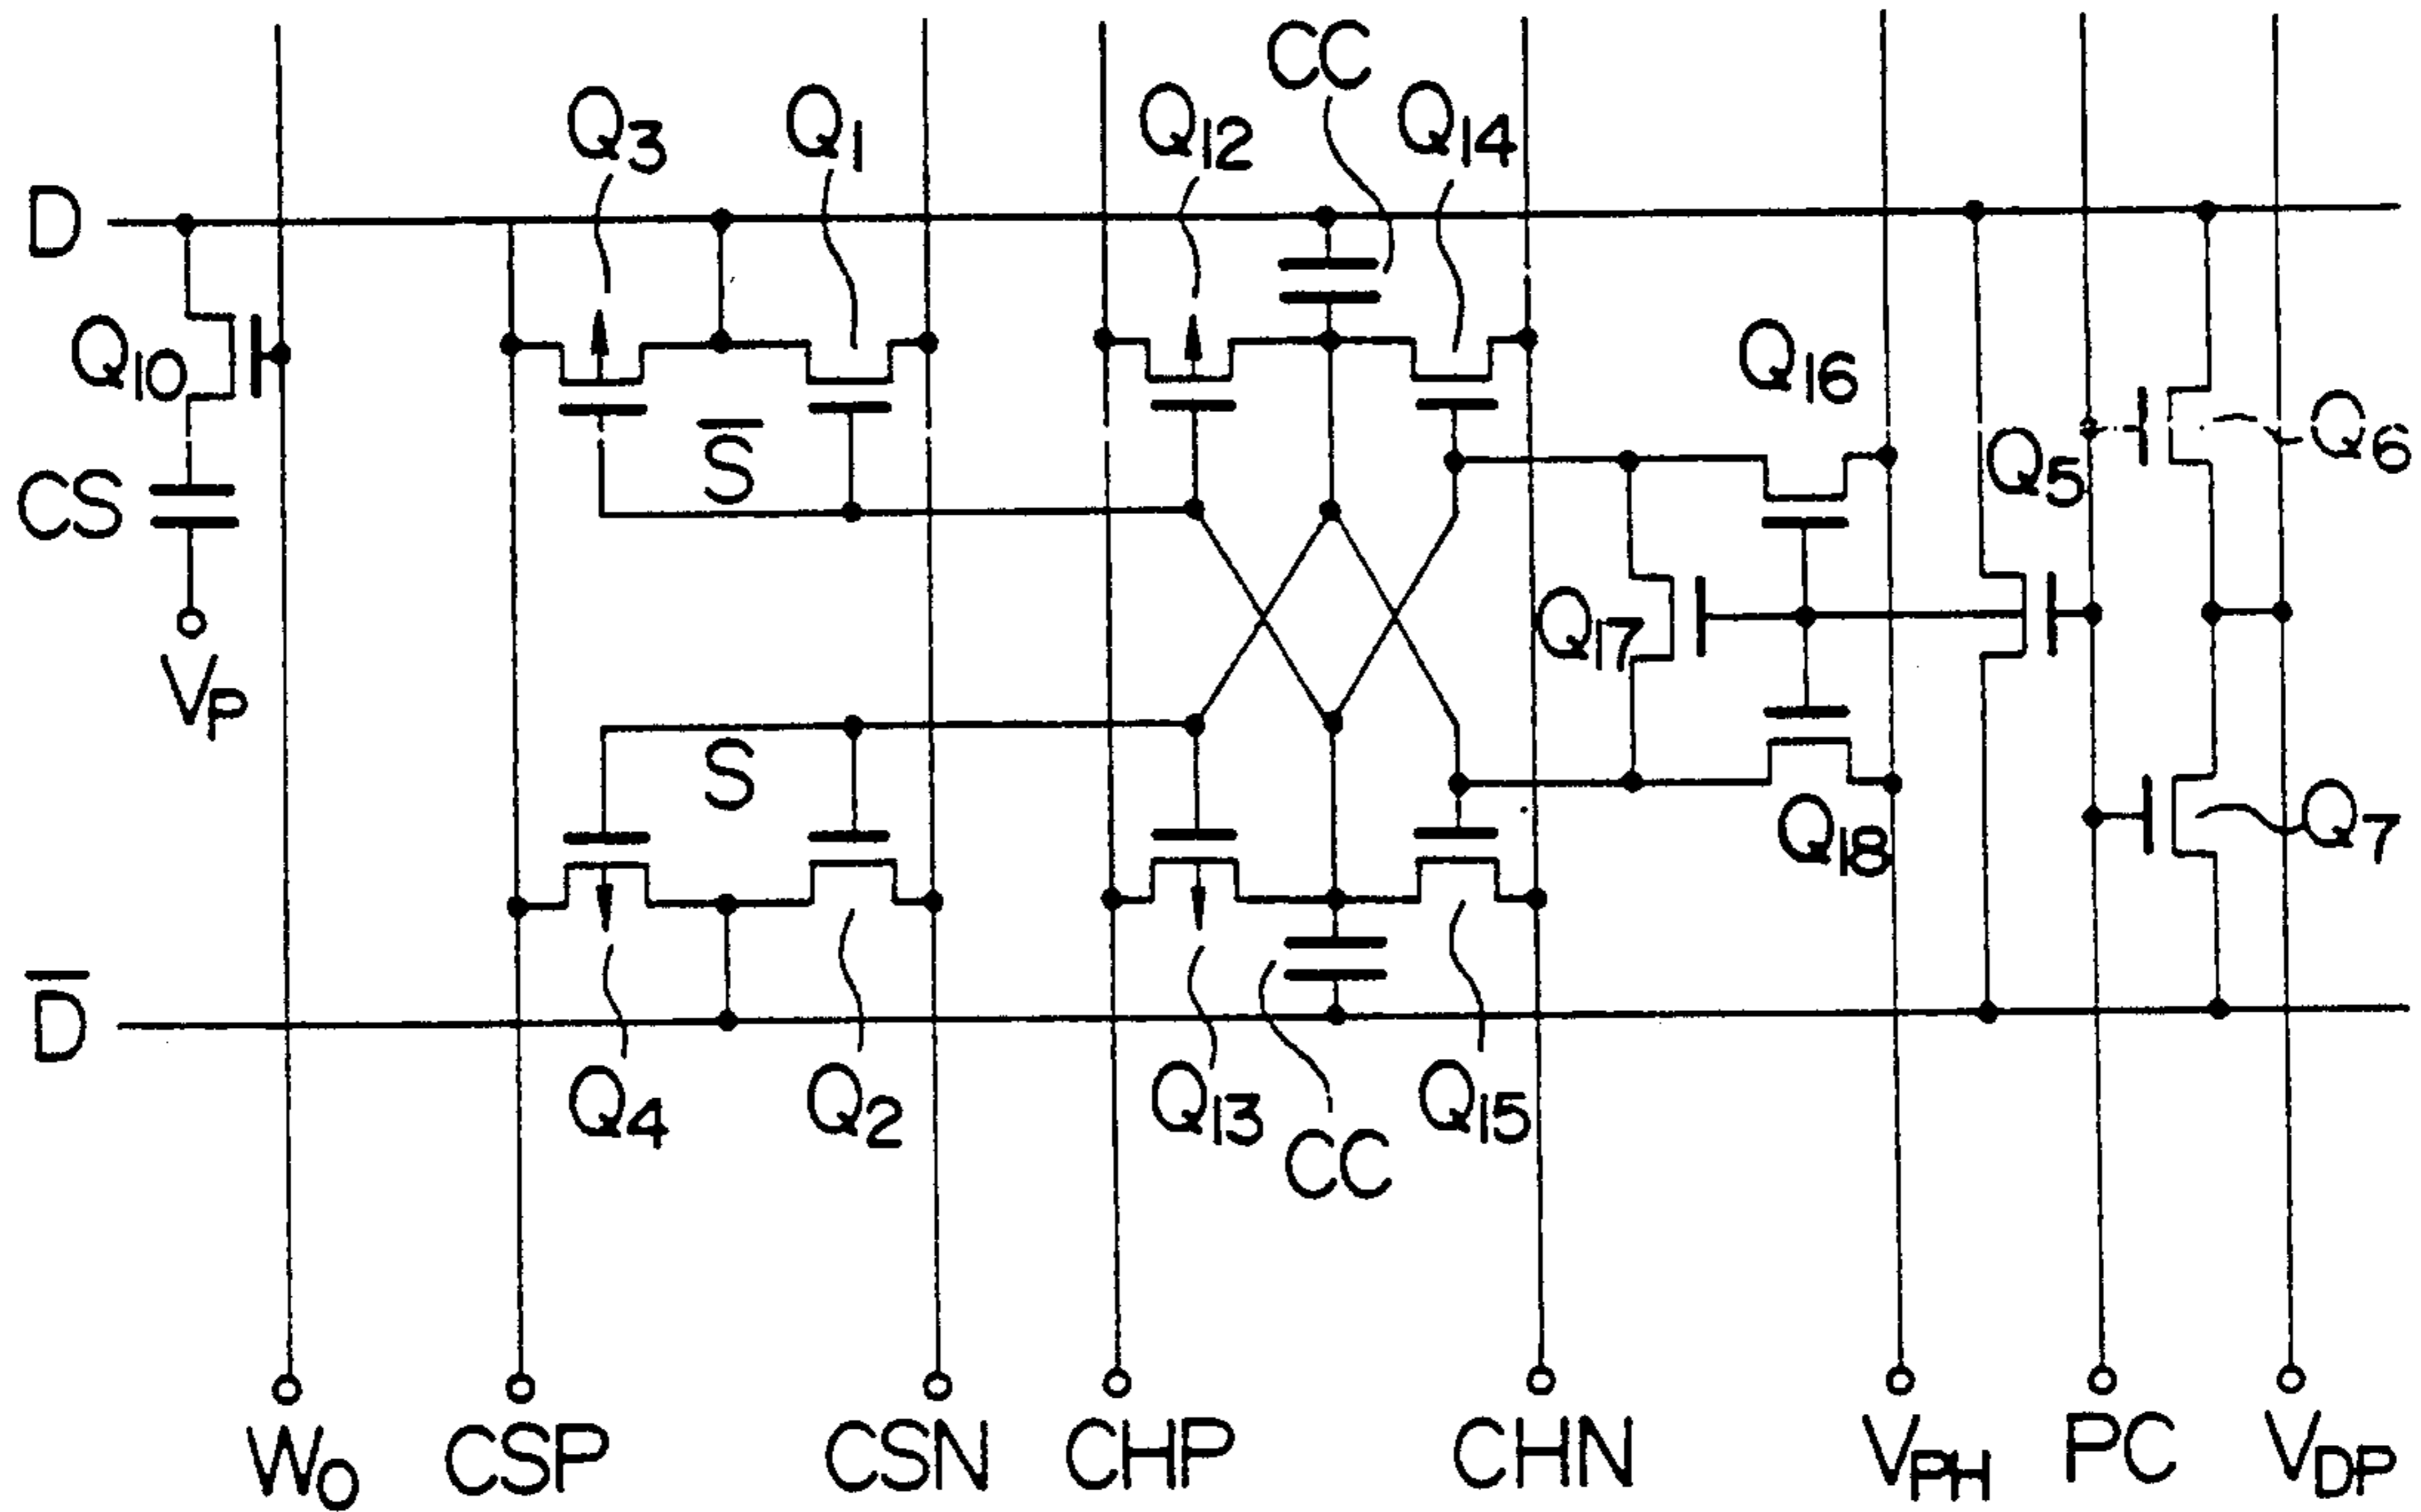 CC
Q3 Q1 Q12 Q14
D
Q10 Q16 Q6
S̅ Q5
CS
Q17
VP
S
Q18 Q7
D̅
Q4 Q2 Q13 Q15
CC
WO CSP CSN CHP CHN VPH PC VDP